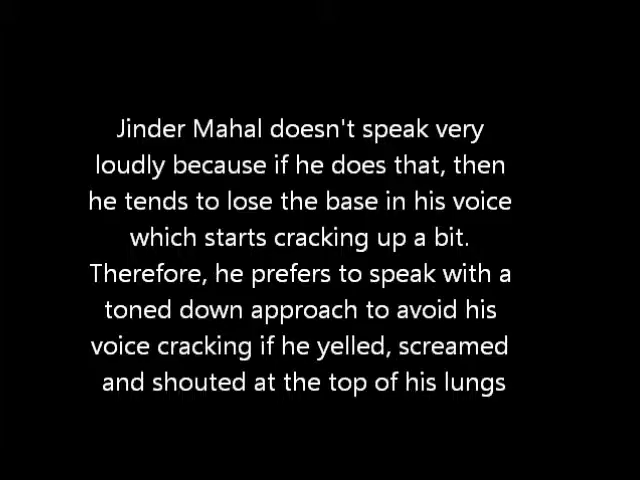 Jinder Mahal doesn't speak very
loudly because if he does that, then
he tends to lose the base in his voice
which starts cracking up a bit.
Therefore, he prefers to speak with a
toned down approach to avoid his
voice cracking if he yelled, screamed
and shouted at the top of his lungs